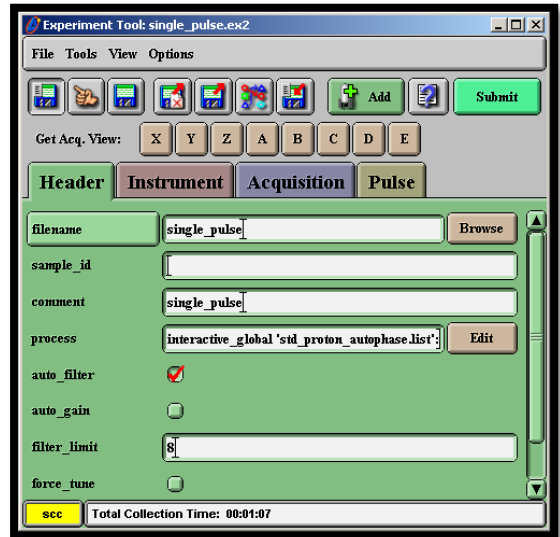 Experiment Tool: single_pulse.ex2
File Tools View Options
Add Submit
Get Acq. View: X Y Z A B C D E
Header Instrument Acquisition Pulse
filename single_pulse Browse
sample_id
comment single_pulse
process interactive_global 'std_proton_autophase.list'; Edit
auto_filter
auto_gain
filter_limit 8
force_tune
scc Total Collection Time: 00:01:07